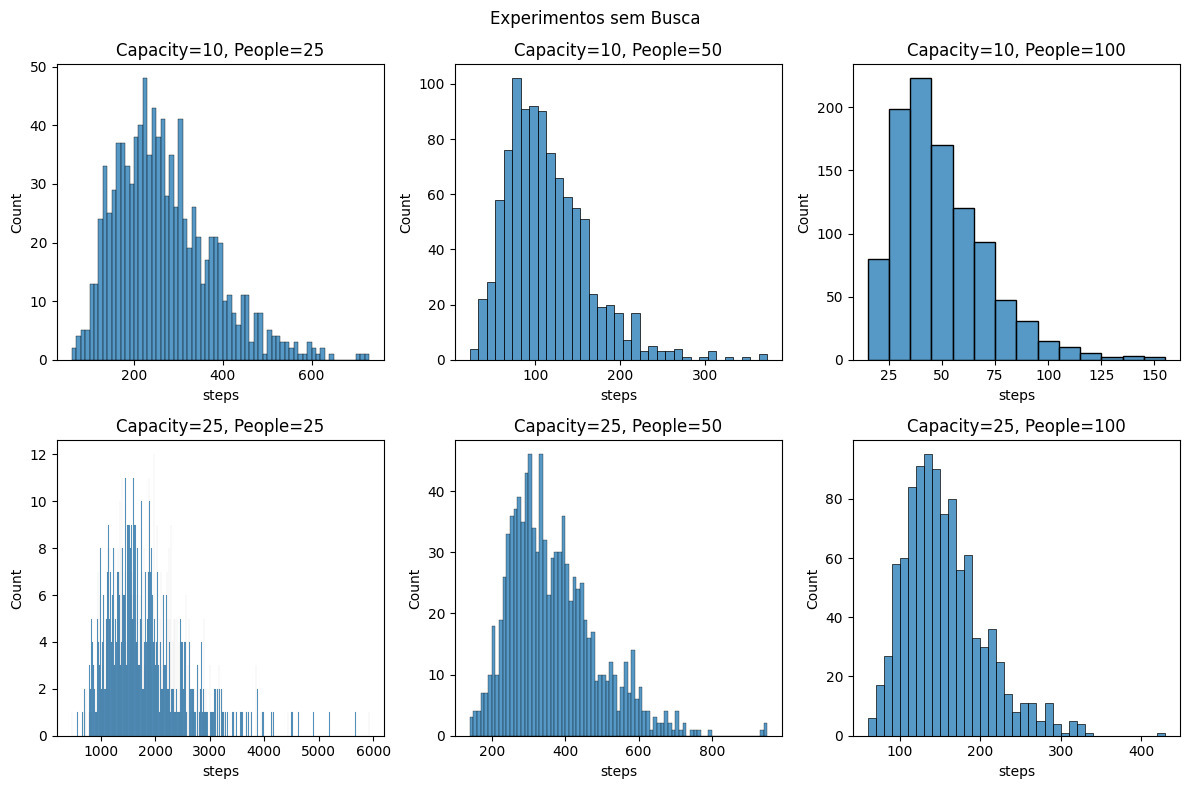 Experimentos sem Busca
Capacity=10, People=25
Count
50
40
30
20
10
0
200 400 600
steps
Capacity=10, People=50
Count
100
80
60
40
20
0
100 200 300
steps
Capacity=10, People=100
Count
200
150
100
50
0
25 50 75 100 125 150
steps
Capacity=25, People=25
Count
12
10
8
6
4
2
0
1000 2000 3000 4000 5000 6000
steps
Capacity=25, People=50
Count
40
30
20
10
0
200 400 600 800
steps
Capacity=25, People=100
Count
80
60
40
20
0
100 200 300 400
steps